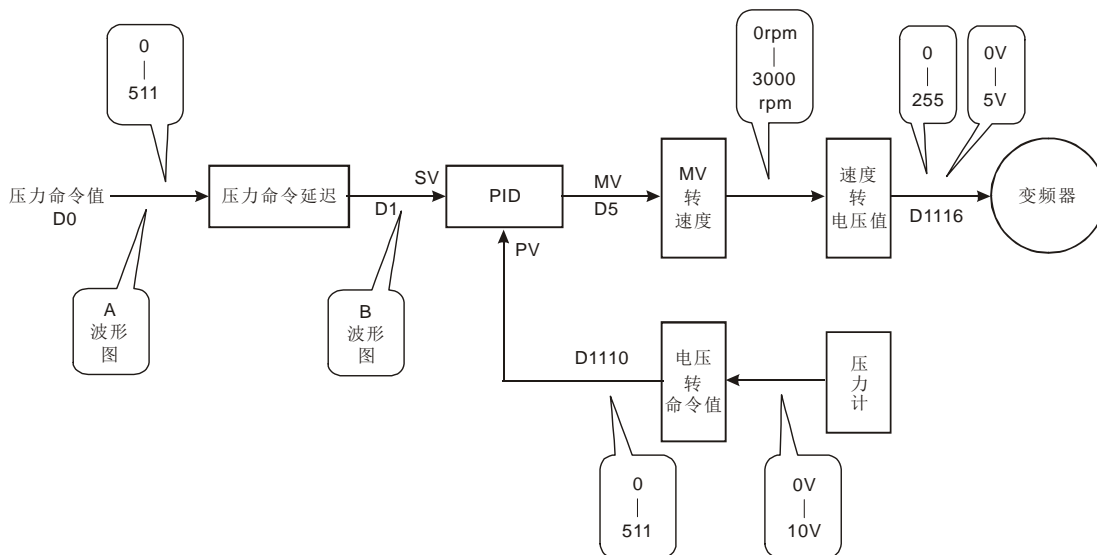 0
|
511
0rpm
|
3000
rpm
0
|
255
0V
|
5V
压力命令值
D0
压力命令延迟
D1
SV
PID
MV
D5
MV
转
速度
速度
转
电压值
D1116
变频器
PV
A
波形
图
B
波形
图
D1110
电压
转
命令值
压
力
计
0
|
511
0V
|
10V